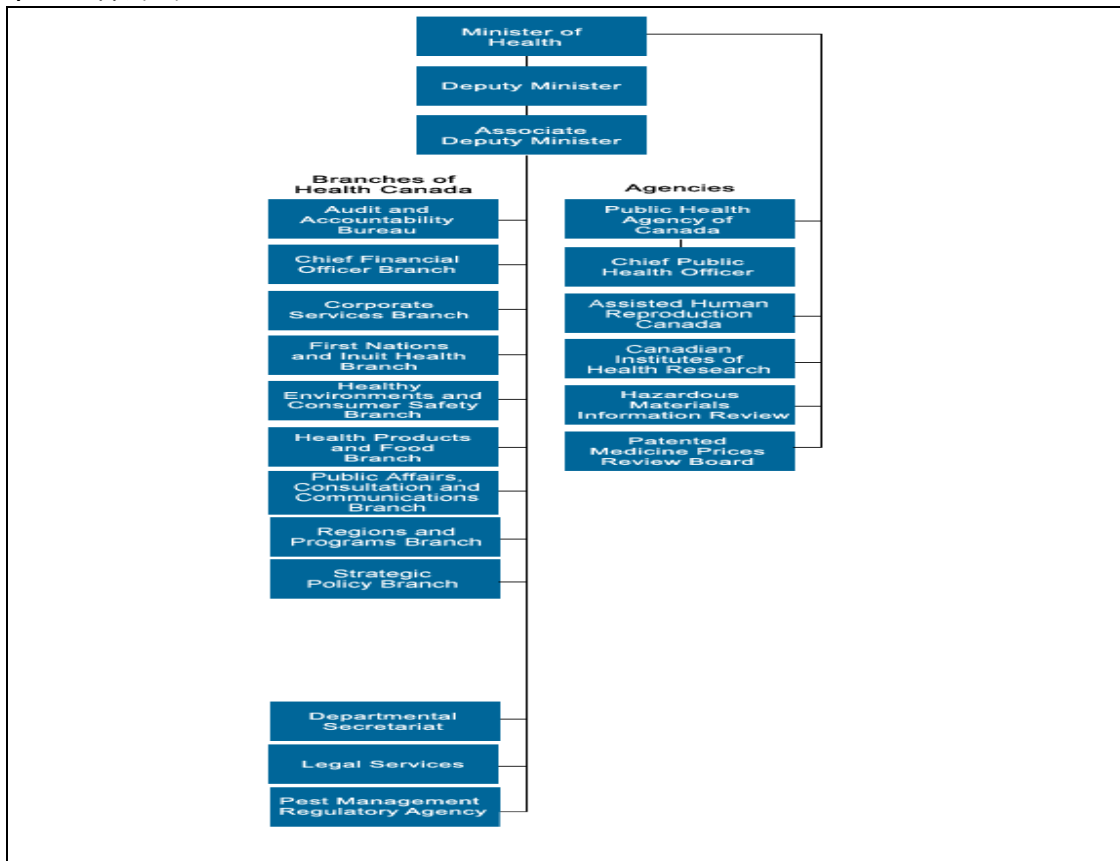 Minister of
Health
Deputy Minister
Associate
Deputy Minister
Branches of
Health Canada
Audit and
Accountability
Bureau
Chief Financial
Officer Branch
Corporate
Services Branch
First Nations
and Inuit Health
Branch
Healthy
Environments and
Consumer Safety
Branch
Health Products
and Food
Branch
Public Affairs,
Consultation and
Communications
Branch
Regions and
Programs Branch
Strategic
Policy Branch
Departmental
Secretariat
Legal Services
Pest Management
Regulatory Agency
Agencies
Public Health
Agency of
Canada
Chief Public
Health Officer
Assisted Human
Reproduction
Canada
Canadian
Institutes of
Health Research
Hazardous
Materials
Information Review
Patented
Medicine Prices
Review Board